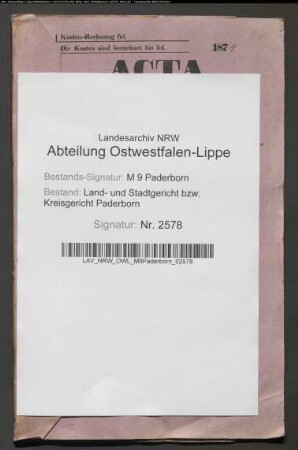 Kosten-Rechnung fol.
Die Kosten sind berechnet bis fol.
187
ACTA
Landesarchiv NRW
Abteilung Ostwestfalen-Lippe
Bestands-Signatur: M 9 Paderborn
Bestand: Land- und Stadtgericht bzw.
Kreisgericht Paderborn
Signatur: Nr. 2578
LAV_NRW_OWL_M9Paderborn_02578